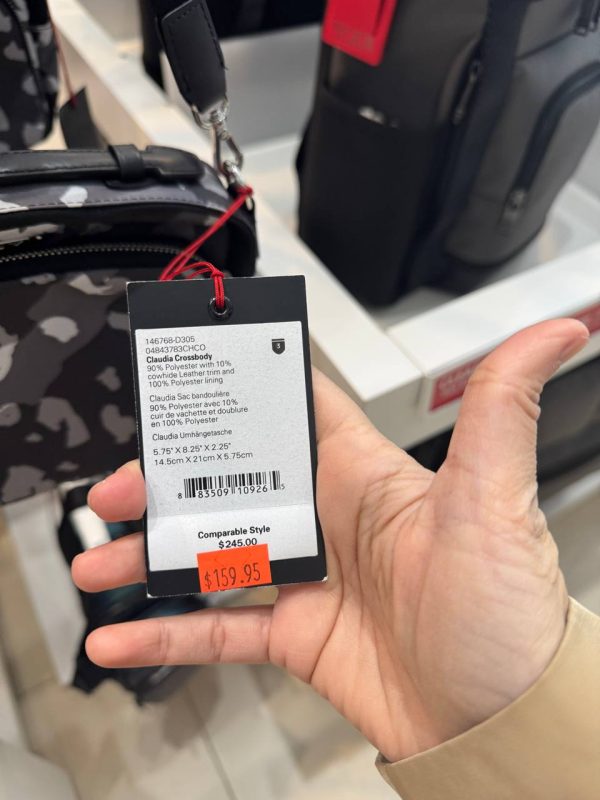 146768-D305
04843783CHCO
Claudia Crossbody
90% Polyester with 10%
cowhide Leather trim and
100% Polyester lining
3
Claudia Sac bandoulière
90% Polyester avec 10%
cuir de vachette et doublure
en 100% Polyester
Claudia Umhängetasche
5.75" X 8.25" X 2.25"
14.5cm X 21cm X 5.75cm
8 83509 10926 5
Comparable Style
$245.00
$159.95